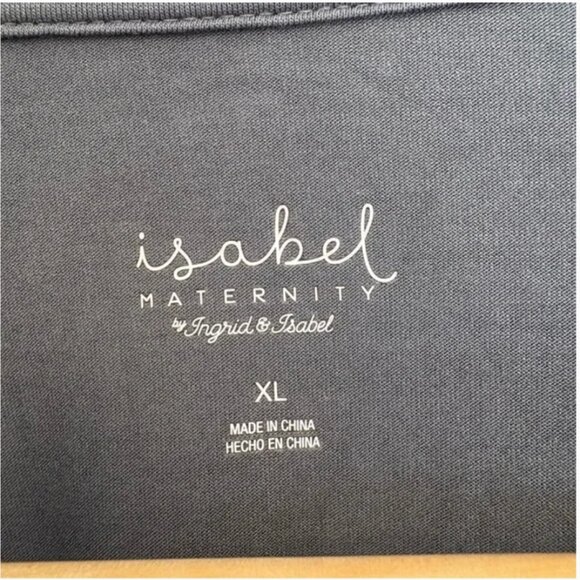 isabel
MATERNITY
by Ingrid & Isabel
XL
MADE IN CHINA
HECHO EN CHINA